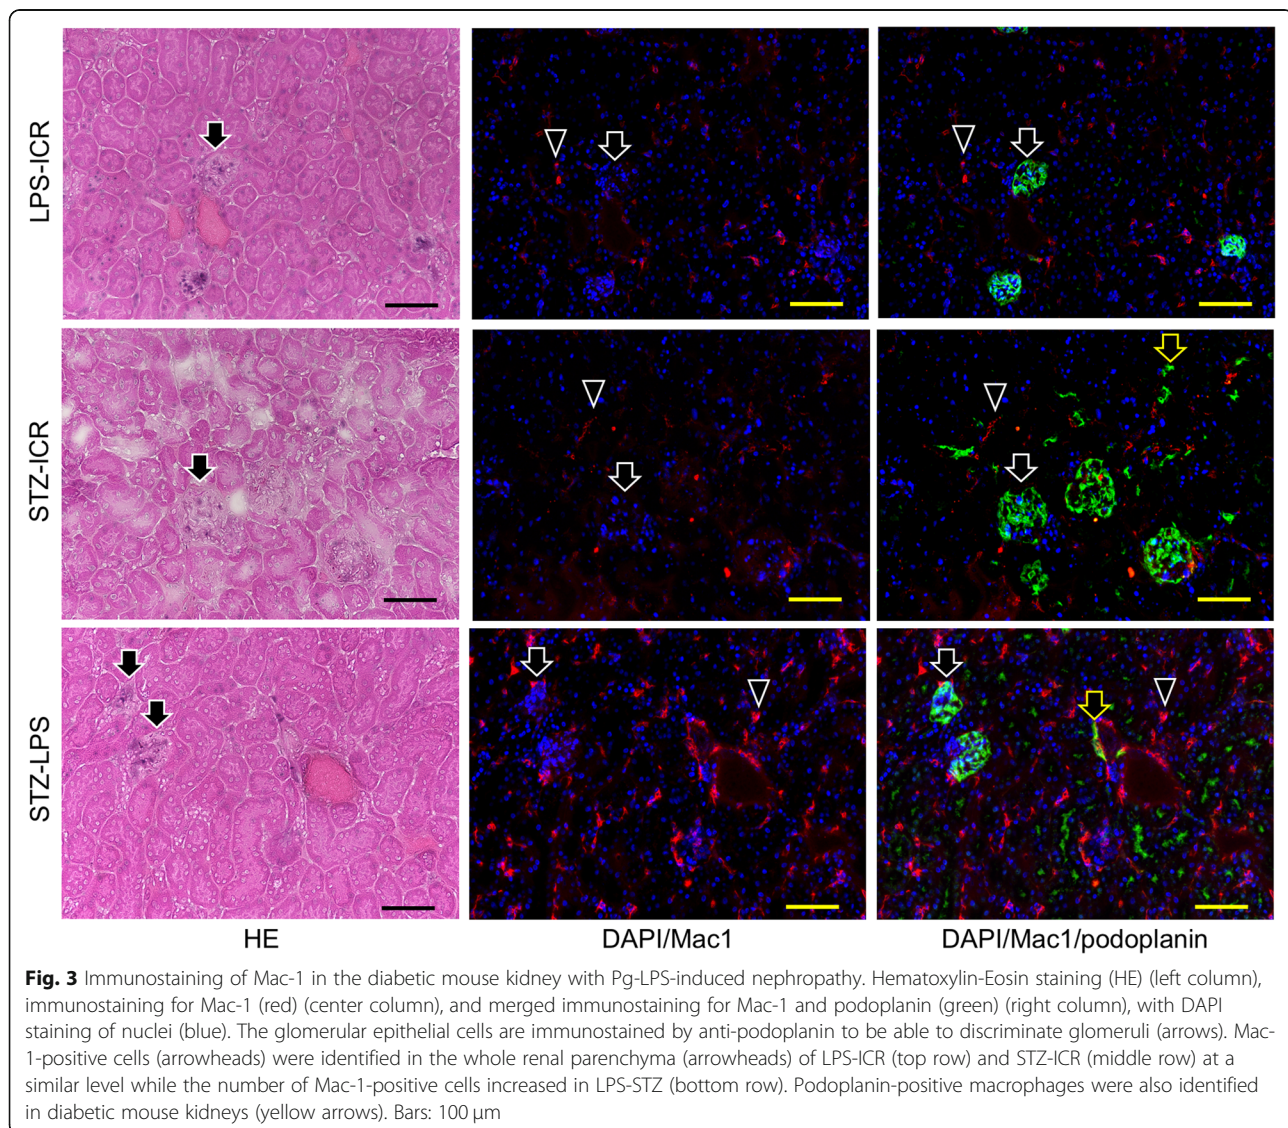 LPS-ICR
STZ-ICR
STZ-LPS
HE
DAPI/Mac1
DAPI/Mac1/podoplanin
Fig. 3 Immunostaining of Mac-1 in the diabetic mouse kidney with Pg-LPS-induced nephropathy. Hematoxylin-Eosin staining (HE) (left column),
immunostaining for Mac-1 (red) (center column), and merged immunostaining for Mac-1 and podoplanin (green) (right column), with DAPI
staining of nuclei (blue). The glomerular epithelial cells are immunostained by anti-podoplanin to be able to discriminate glomeruli (arrows). Mac-
1-positive cells (arrowheads) were identified in the whole renal parenchyma (arrowheads) of LPS-ICR (top row) and STZ-ICR (middle row) at a
similar level while the number of Mac-1-positive cells increased in LPS-STZ (bottom row). Podoplanin-positive macrophages were also identified
in diabetic mouse kidneys (yellow arrows). Bars: 100 μm